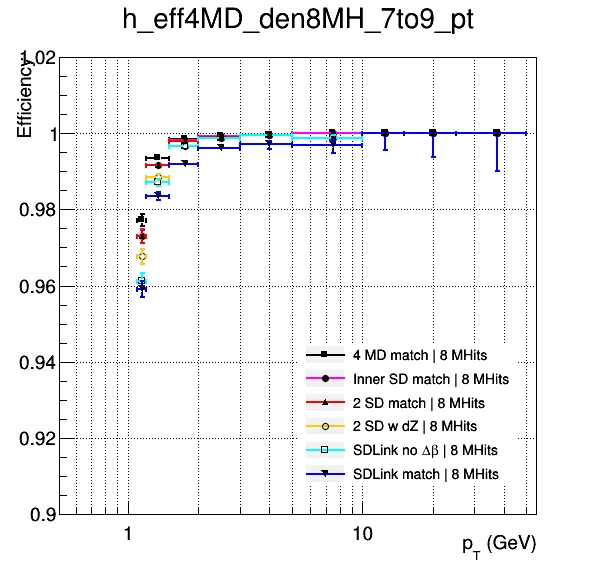 h_eff4MD_den8MH_7to9_pt
Efficiency
1.02
1
0.98
0.96
0.94
0.92
0.9
4 MD match | 8 MHits
Inner SD match | 8 MHits
2 SD match | 8 MHits
2 SD w dZ | 8 MHits
SDLink no Δβ | 8 MHits
SDLink match | 8 MHits
1
10
p_T (GeV)